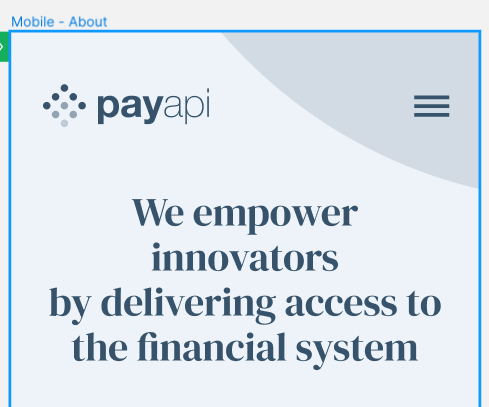 Mobile - About
payapi
We empower
innovators
by delivering access to
the financial system